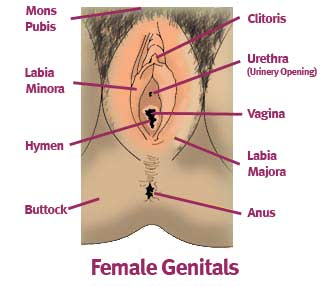 Mons
Pubis
Clitoris
Urethra
(Urinery Opening)
Labia
Minora
Vagina
Hymen
Labia
Majora
Buttock
Anus
Female Genitals